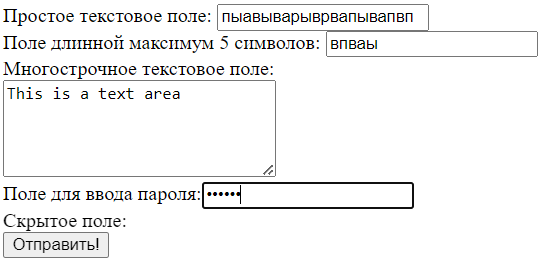 Простое текстовое поле: пыавыварыврвапывапвп
Поле длинной максимум 5 символов: впваы
Многострочное текстовое поле:
This is a text area
Поле для ввода пароля: ••••••
Скрытое поле:
Отправить!